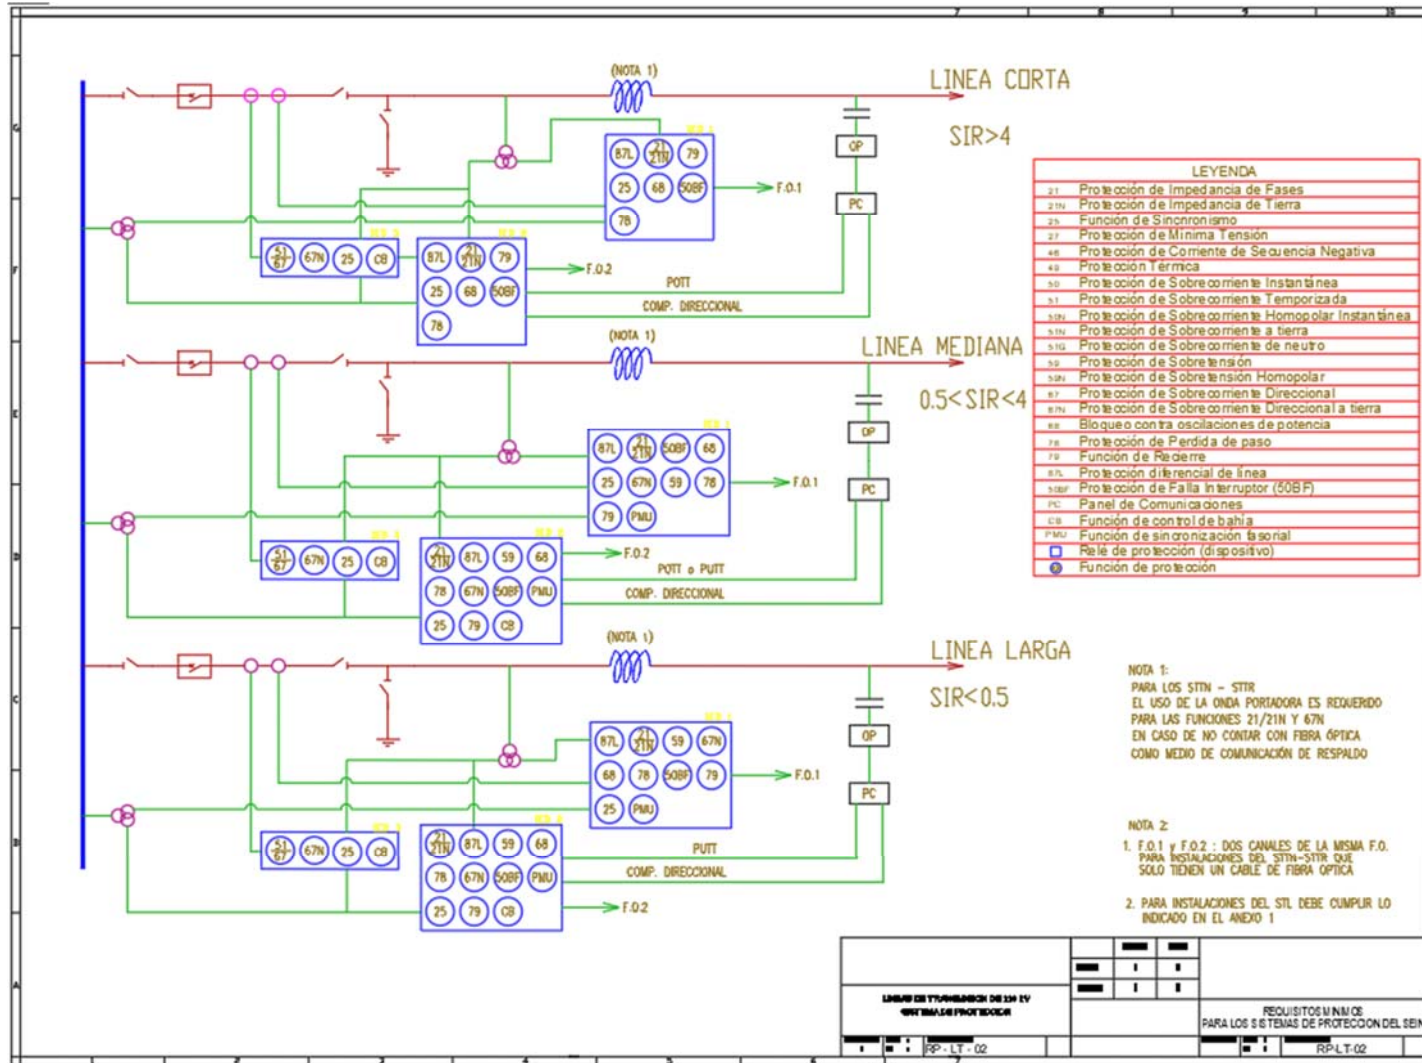 7
8
9
10
(NOTA 1)
LINEA CORTA
SIR>4
87L 21 21N 79
25 68 50BF
78
F.O.1
OP
PC
51 67 67N 25 CB
87L 21 21N 79
25 68 50BF
78
F.O.2
POTT
COMP. DIRECCIONAL
(NOTA 1)
LINEA MEDIANA
0.5<SIR<4
87L 21 21N 50BF 68
25 67N 59 78
79 PMU
F.O.1
OP
PC
51 67 67N 25 CB
21 21N 87L 59 68
78 67N 50BF PMU
25 79 CB
F.O.2
POTT o PUTT
COMP. DIRECCIONAL
(NOTA 1)
LINEA LARGA
SIR<0.5
87L 21 21N 59 67N
68 78 50BF 79
25 PMU
F.O.1
OP
PC
51 67 67N 25 CB
21 21N 87L 59 68
78 67N 50BF PMU
25 79 CB
PUTT
COMP. DIRECCIONAL
F.O.2
LEYENDA
21 Protección de Impedancia de Fases
21N Protección de Impedancia de Tierra
25 Función de Sincronismo
27 Protección de Mínima Tensión
46 Protección de Corriente de Secuencia Negativa
49 Protección Térmica
50 Protección de Sobrecorriente Instantánea
51 Protección de Sobrecorriente Temporizada
50N Protección de Sobrecorriente Homopolar Instantánea
51N Protección de Sobrecorriente a tierra
51G Protección de Sobrecorriente de neutro
59 Protección de Sobretensión
59N Protección de Sobretensión Homopolar
67 Protección de Sobrecorriente Direccional
67N Protección de Sobrecorriente Direccional a tierra
68 Bloqueo contra oscilaciones de potencia
78 Protección de Perdida de paso
79 Función de Recierre
87L Protección diferencial de línea
50BF Protección de Falla Interruptor (50BF)
PC Panel de Comunicaciones
CB Función de control de bahía
PMU Función de sincronización fasorial
Relé de protección (dispositivo)
Función de protección
NOTA 1:
PARA LOS STTN - STTR
EL USO DE LA ONDA PORTADORA ES REQUERIDO
PARA LAS FUNCIONES 21/21N Y 67N
EN CASO DE NO CONTAR CON FIBRA ÓPTICA
COMO MEDIO DE COMUNICACIÓN DE RESPALDO
NOTA 2:
1. F.O.1 y F.O.2 : DOS CANALES DE LA MISMA F.O.
PARA INSTALACIONES DEL STTN-STTR QUE
SOLO TIENEN UN CABLE DE FIBRA OPTICA
2. PARA INSTALACIONES DEL STL DEBE CUMPLIR LO
INDICADO EN EL ANEXO 1
LINEAS DE TRANSMISION DE 220 KV
SISTEMA DE PROTECCION
RP - LT - 02
REQUISITOS MINIMOS
PARA LOS SISTEMAS DE PROTECCION DEL SEIN
RP-LT-02